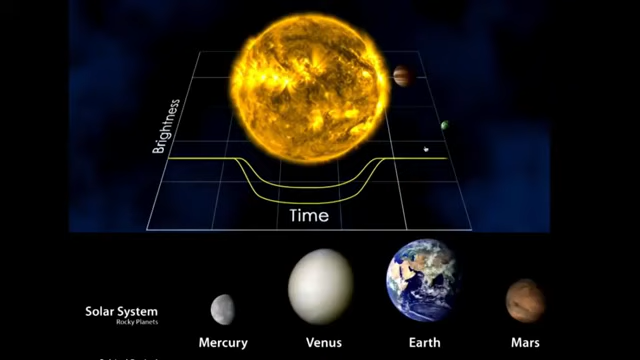 Brightness
Time
Solar System
Rocky Planets
Mercury
Venus
Earth
Mars